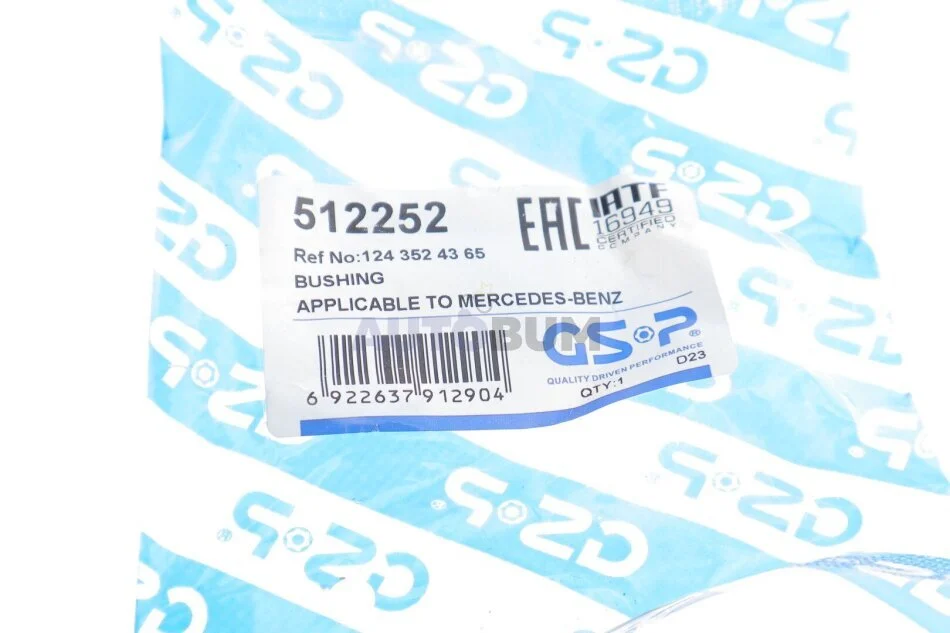 512252
EAC
IATF
16949
CERTIFIED
COMPANY
Ref No:124 352 43 65
BUSHING
APPLICABLE TO MERCEDES-BENZ
AUTOBUM
GSP®
QUALITY DRIVEN PERFORMANCE
6 922637 912904
QTY:1
D23